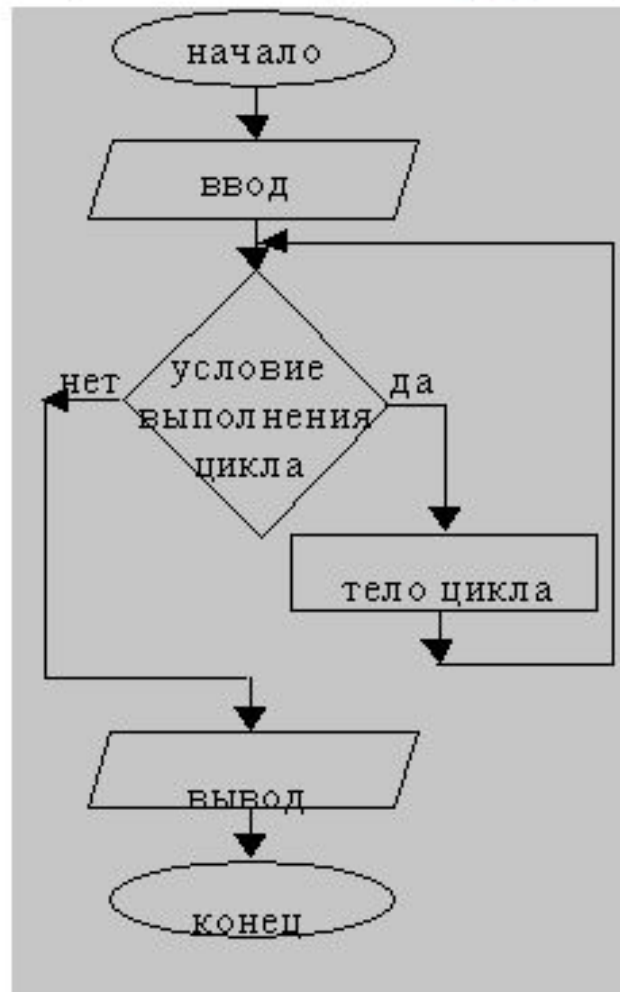 начало
ввод
условие
выполнения
цикла
нет
да
тело цикла
вывод
конец